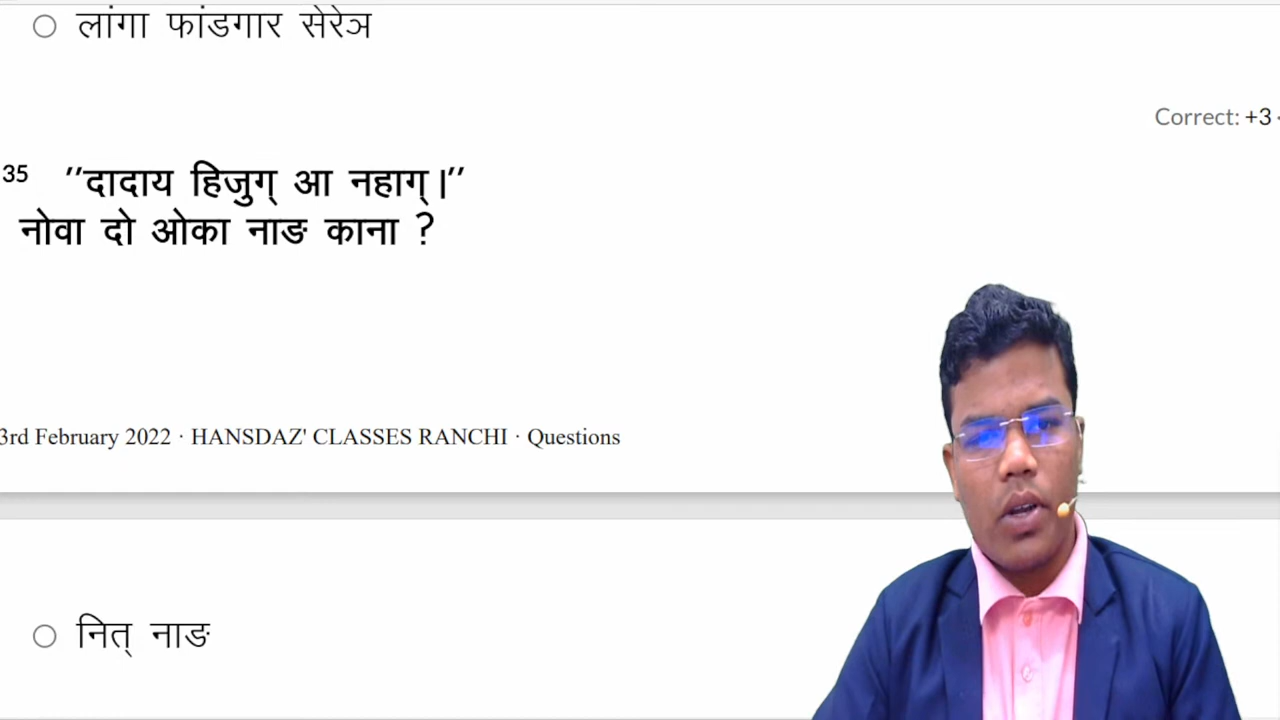 लांगा फांडगार सेरेञ
Correct: +3
35 ”दादाय हिजुग् आ नहाग्।”
नोवा दो ओका नाङ काना ?
3rd February 2022 · HANSDAZ' CLASSES RANCHI · Questions
नित् नाङ